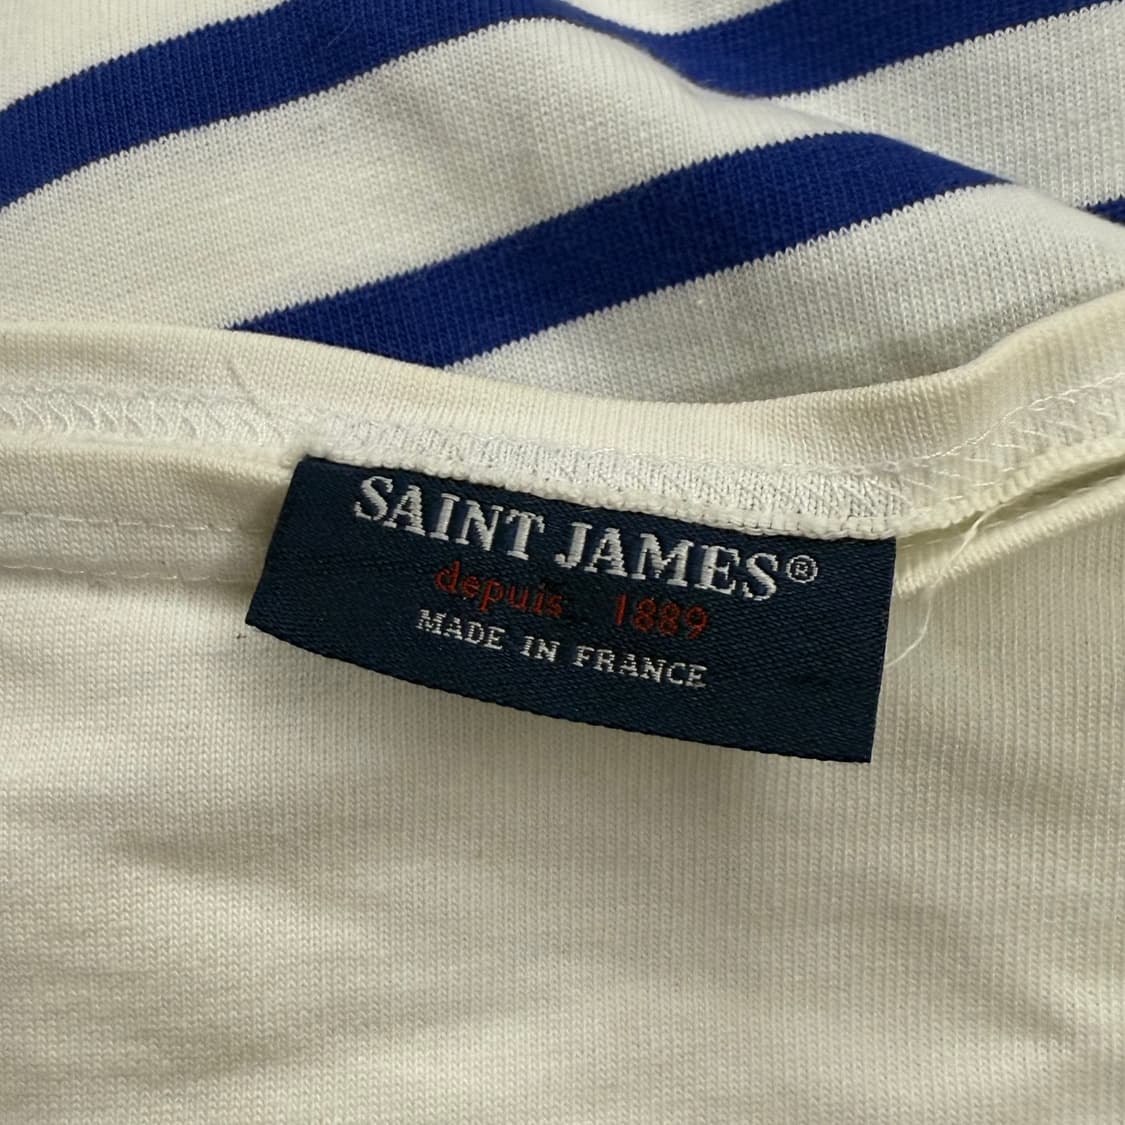 SAINT JAMES®
depuis 1889
MADE IN FRANCE